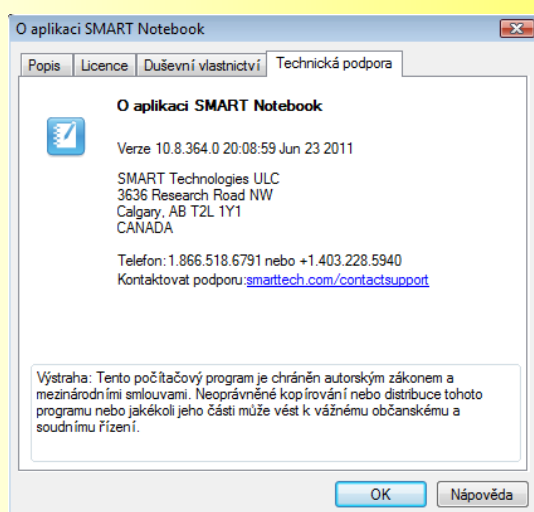 O aplikaci SMART Notebook
Popis Licence Duševní vlastnictví Technická podpora
O aplikaci SMART Notebook
Verze 10.8.364.0 20:08:59 Jun 23 2011
SMART Technologies ULC
3636 Research Road NW
Calgary, AB T2L 1Y1
CANADA
Telefon: 1.866.518.6791 nebo +1.403.228.5940
Kontaktovat podporu:smarttech.com/contactsupport
Výstraha: Tento počítačový program je chráněn autorským zákonem a
mezinárodními smlouvami. Neoprávněné kopírování nebo distribuce tohoto
programu nebo jakékoli jeho části může vést k vážnému občanskému a
soudnímu řízení.
OK Nápověda